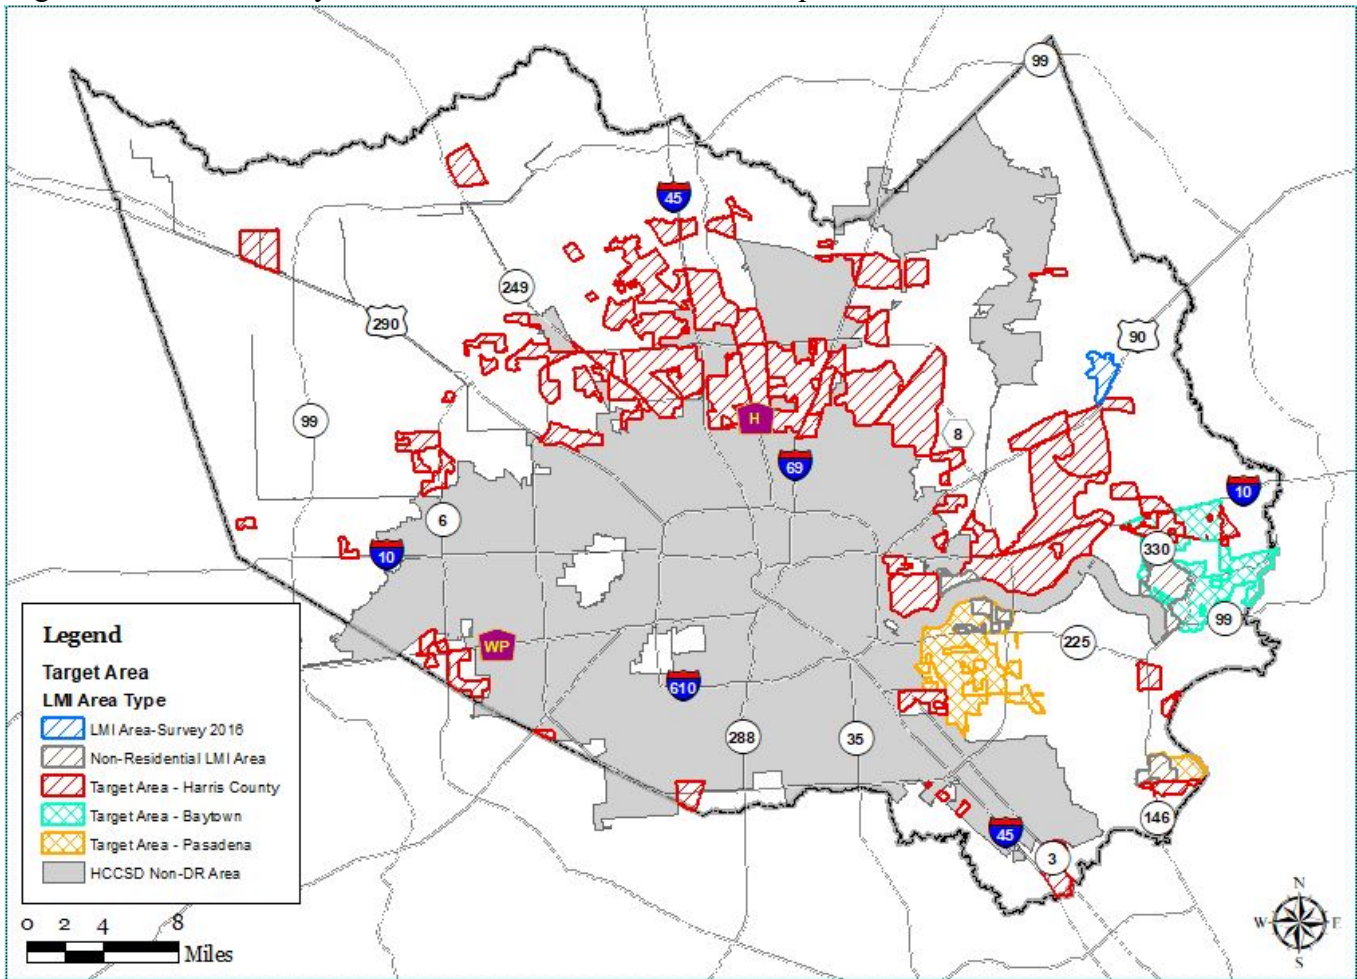 99
45
249
290
90
99
H
8
69
10
6
330
10
99
WP
225
610
288
35
146
45
3
Legend
Target Area
LMI Area Type
LMI Area-Survey 2016
Non-Residential LMI Area
Target Area - Harris County
Target Area - Baytown
Target Area - Pasadena
HCCSD Non-DR Area
0 2 4 8
Miles
N
W E
S